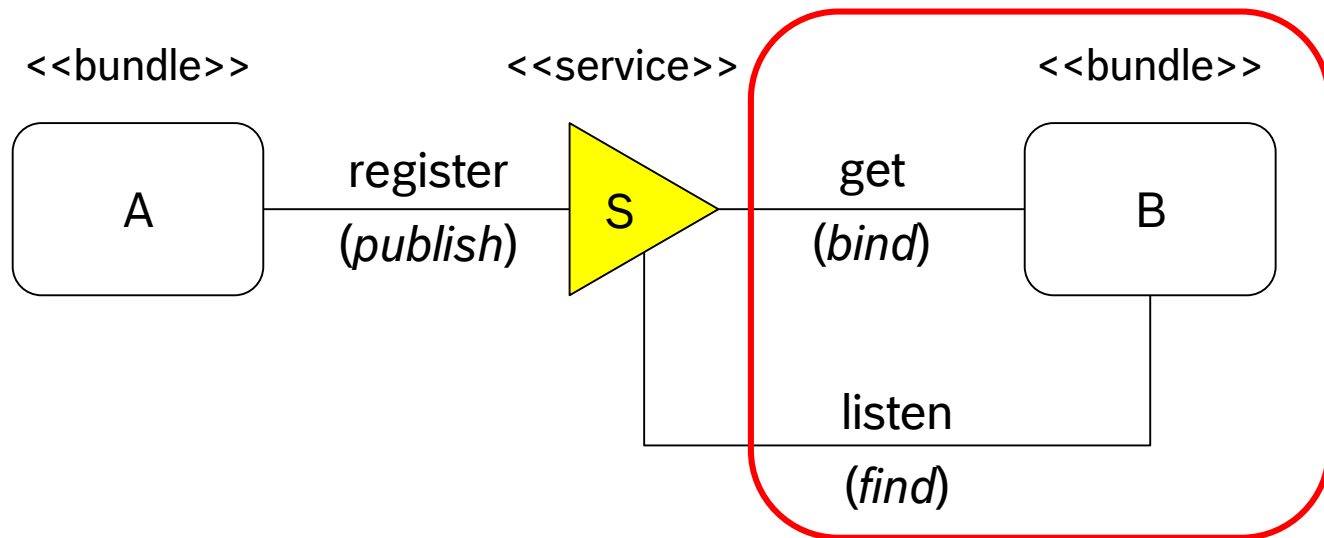 <<bundle>>
<<service>>
<<bundle>>
A
register
(publish)
S
get
(bind)
B
listen
(find)